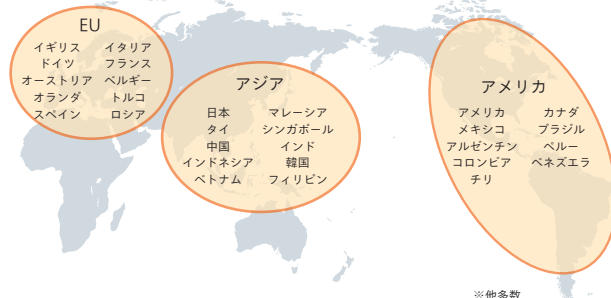 EU
イギリス イタリア
ドイツ フランス
オーストリア ベルギー
オランダ トルコ
スペイン ロシア
アジア
日本 マレーシア
タイ シンガポール
中国 インド
インドネシア 韓国
ベトナム フィリピン
アメリカ
アメリカ カナダ
メキシコ ブラジル
アルゼンチン ペルー
コロンビア ベネズエラ
チリ
※他多数